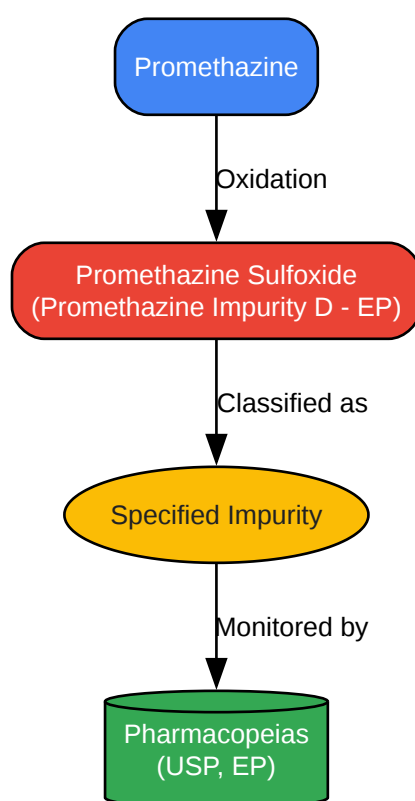 Promethazine
Oxidation
Promethazine Sulfoxide
(Promethazine Impurity D - EP)
Classified as
Specified Impurity
Monitored by
Pharmacopeias
(USP, EP)